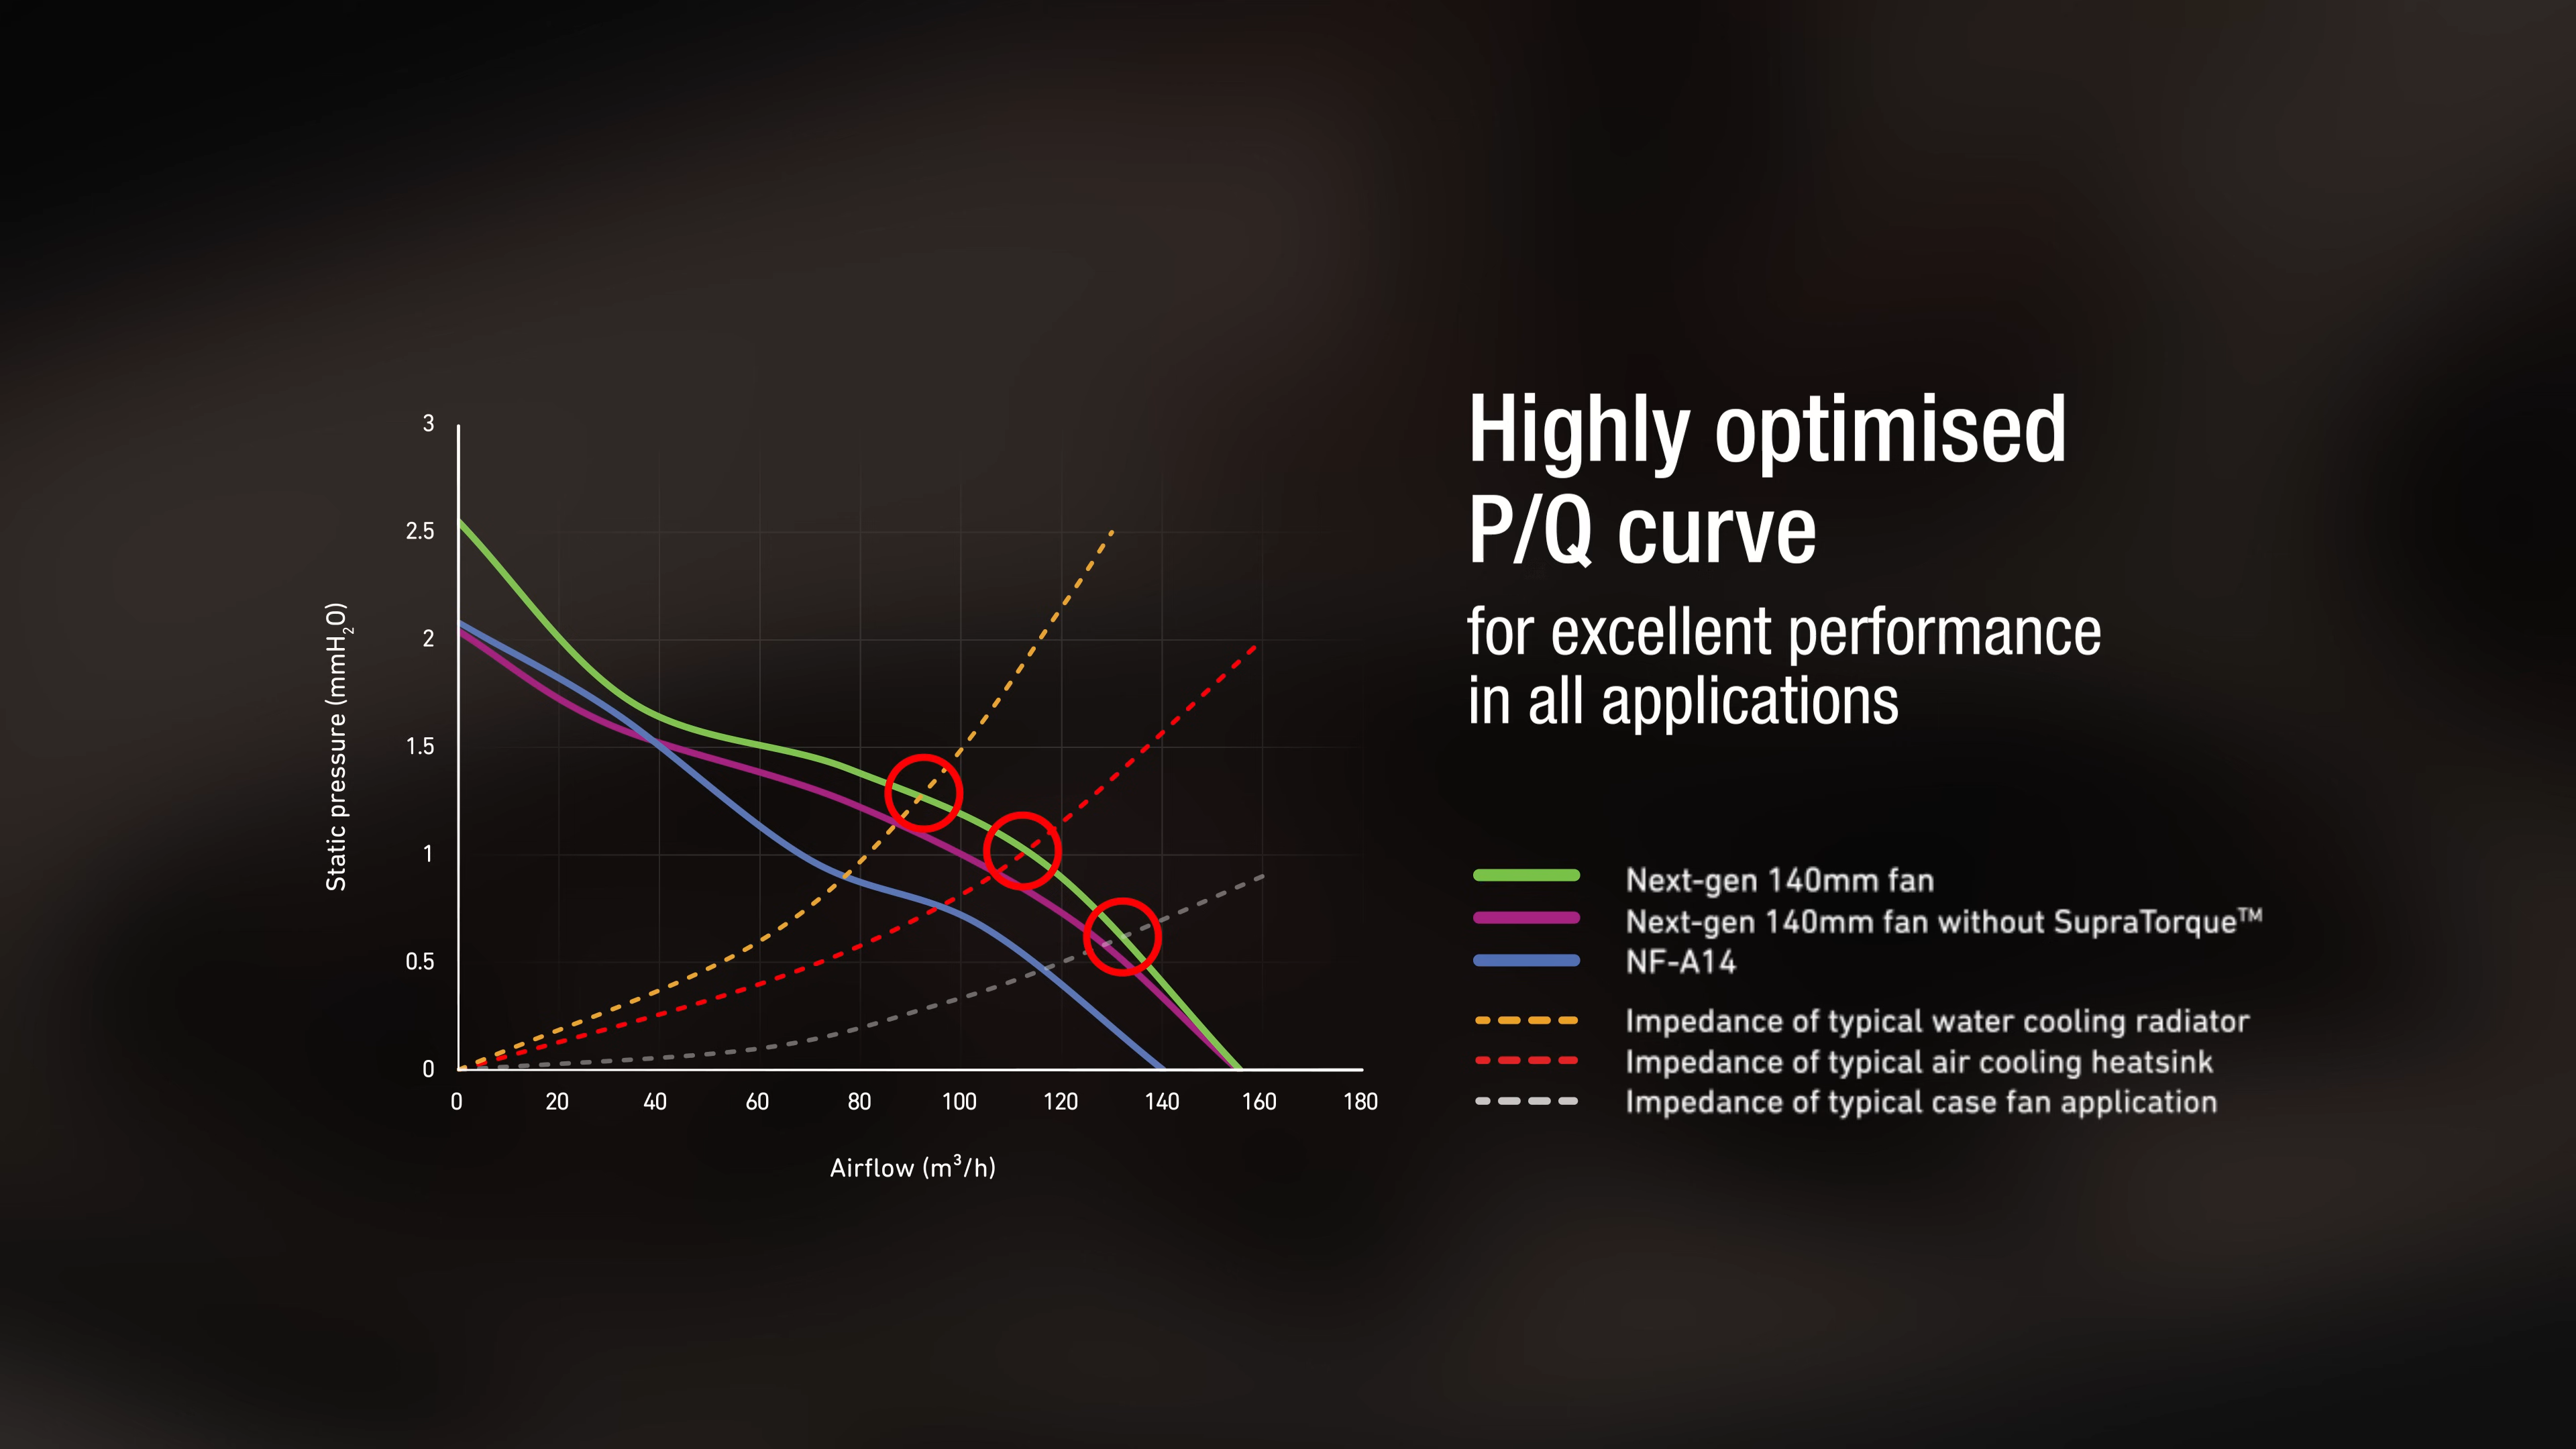 Highly optimised
P/Q curve
for excellent performance
in all applications
3
2.5
2
1.5
1
0.5
0
Static pressure (mmH₂O)
0 20 40 60 80 100 120 140 160 180
Airflow (m³/h)
Next-gen 140mm fan
Next-gen 140mm fan without SupraTorque™
NF-A14
Impedance of typical water cooling radiator
Impedance of typical air cooling heatsink
Impedance of typical case fan application